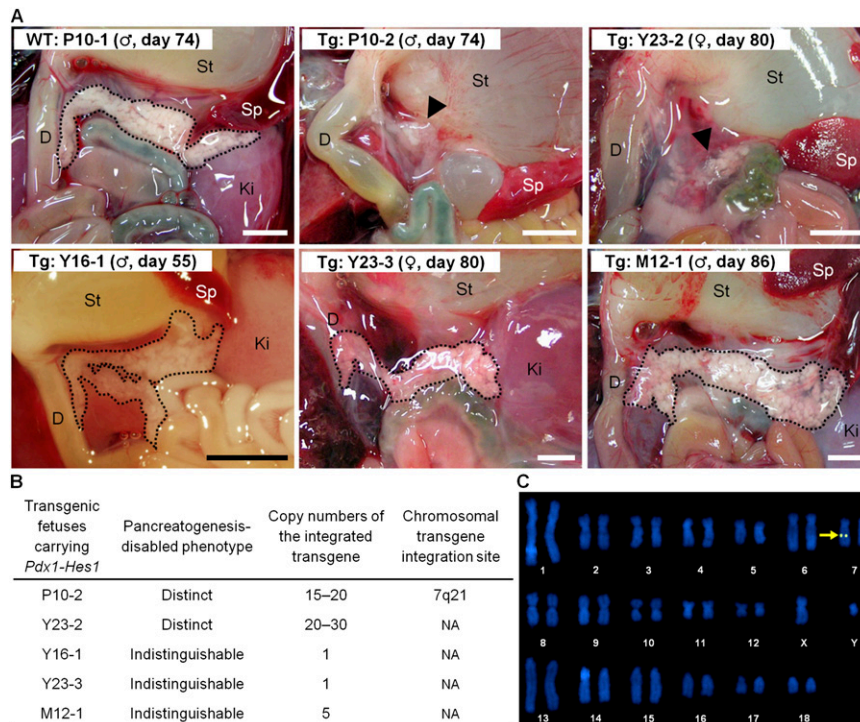 A
WT: P10-1 (♂, day 74)
St
Sp
D
Ki
Tg: P10-2 (♂, day 74)
St
D
Sp
Tg: Y23-2 (♀, day 80)
St
D
Sp
Tg: Y16-1 (♂, day 55)
St
Sp
Ki
D
Tg: Y23-3 (♀, day 80)
St
D
Ki
Tg: M12-1 (♂, day 86)
Sp
St
D
Ki
B
Transgenic fetuses carrying Pdx1-Hes1 Pancreatogenesis-disabled phenotype Copy numbers of the integrated transgene Chromosomal transgene integration site
P10-2 Distinct 15–20 7q21
Y23-2 Distinct 20–30 NA
Y16-1 Indistinguishable 1 NA
Y23-3 Indistinguishable 1 NA
M12-1 Indistinguishable 5 NA
C
1 2 3 4 5 6 7
8 9 10 11 12 X Y
13 14 15 16 17 18